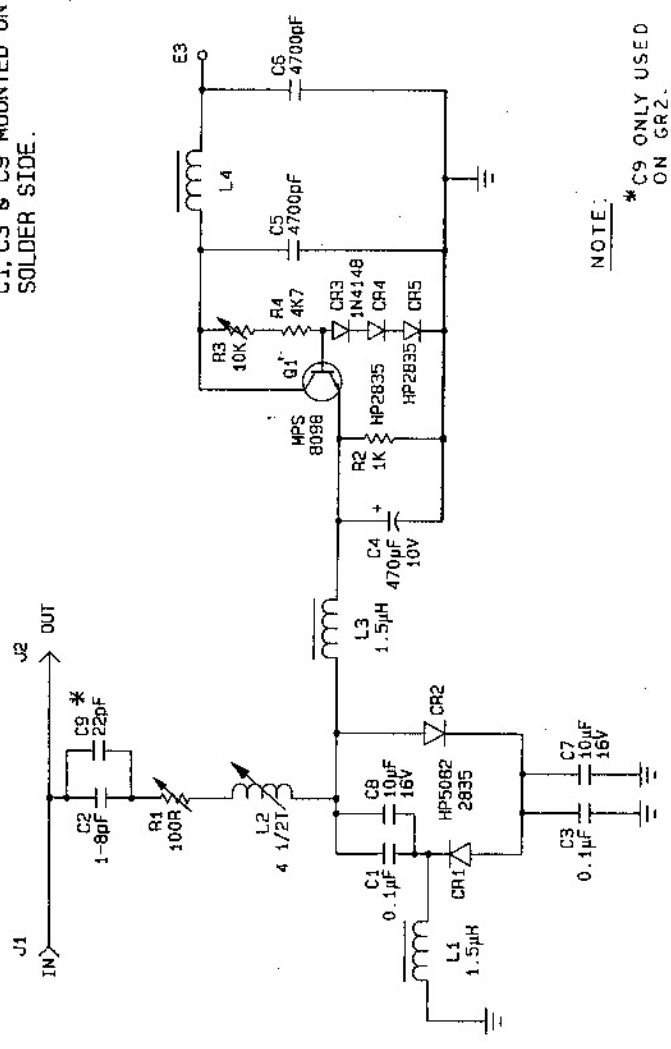 C1, C3 & C9 MOUNTED ON
SOLDER SIDE.
J1
IN
J2
OUT
C2
1-8pF
C9 *
22pF
R1
100R
L2
4 1/2T
C1
0.1µF
C8
10µF
16V
L1
1.5µH
CR1
HP5082
2835
CR2
C3
0.1µF
C7
10µF
16V
L3
1.5µH
C4
+
470µF
10V
R2
1K
MPS
8098
Q1
R3
10K
R4
4K7
CR3
1N4148
CR4
HP2835
CR5
HP2835
C5
4700pF
L4
C6
4700pF
E3
NOTE:
*C9 ONLY USED
ON GR2.